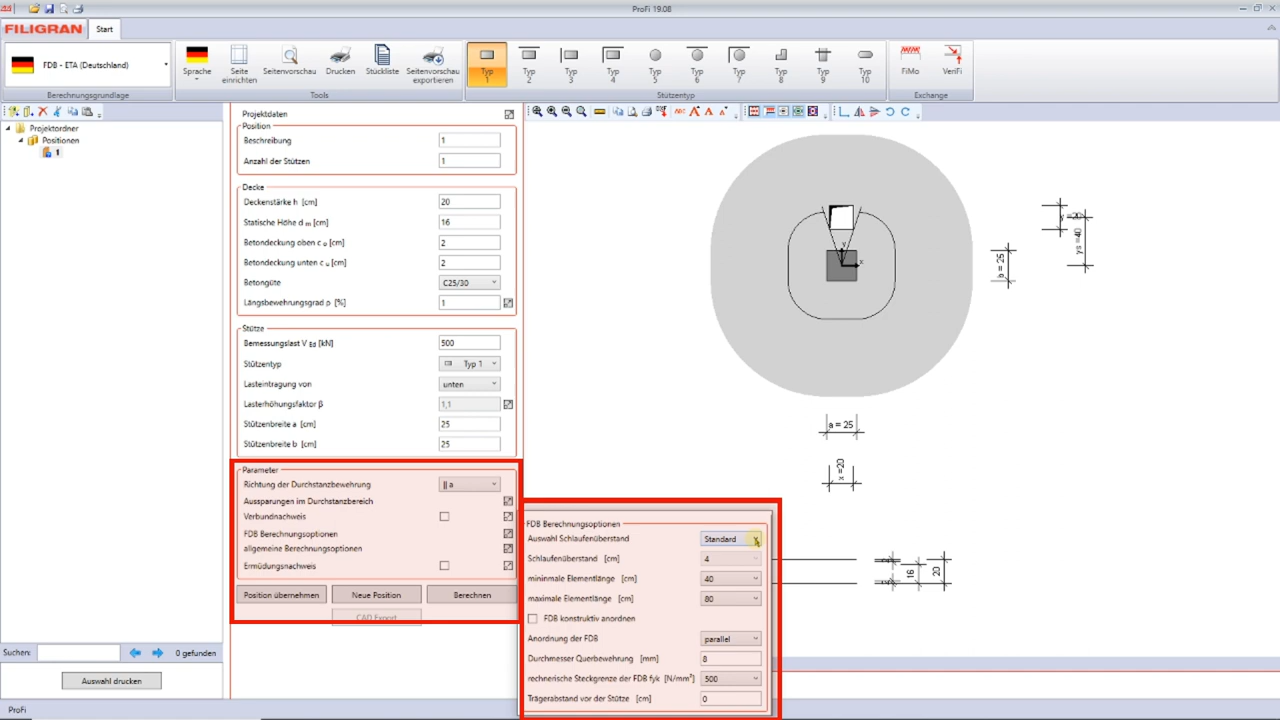 ProFi 19.08
FILIGRAN
Start
FDB - ETA (Deutschland)
Berechnungsgrundlage
Sprache
Seite einrichten
Seitenvorschau
Drucken
Stückliste
Seitenvorschau exportieren
Tools
Typ 1
Typ 2
Typ 3
Typ 4
Typ 5
Typ 6
Typ 7
Typ 8
Typ 9
Typ 10
Stützentyp
FiMo
VeriFi
Exchange
Projektordner
Positionen
1
Projektdaten
Position
Beschreibung 1
Anzahl der Stützen 1
Decke
Deckenstärke h [cm] 20
Statische Höhe d m [cm] 16
Betondeckung oben c o [cm] 2
Betondeckung unten c u [cm] 2
Betongüte C25/30
Längsbewehrungsgrad ρ [%] 1
Stütze
Bemessungslast V Ed [kN] 500
Stützentyp Typ 1
Lasteintragung von unten
Lasterhöhungsfaktor β 1,1
Stützenbreite a [cm] 25
Stützenbreite b [cm] 25
Parameter
Richtung der Durchstanzbewehrung || a
Aussparungen im Durchstanzbereich
Verbundnachweis
FDB Berechnungsoptionen
allgemeine Berechnungsoptionen
Ermüdungsnachweis
Position übernehmen
Neue Position
Berechnen
CAD Export
FDB Berechnungsoptionen
Auswahl Schlaufenüberstand Standard
Schlaufenüberstand [cm] 4
mininmale Elementlänge [cm] 40
maximale Elementlänge [cm] 80
FDB konstruktiv anordnen
Anordnung der FDB parallel
Durchmesser Querbewehrung [mm] 8
rechnerische Steckgrenze der FDB fyk [N/mm²] 500
Trägerabstand vor der Stütze [cm] 0
y
x
b = 25
ys =40
a = 25
x =20
16
20
Suchen:
0 gefunden
Auswahl drucken
ProFi